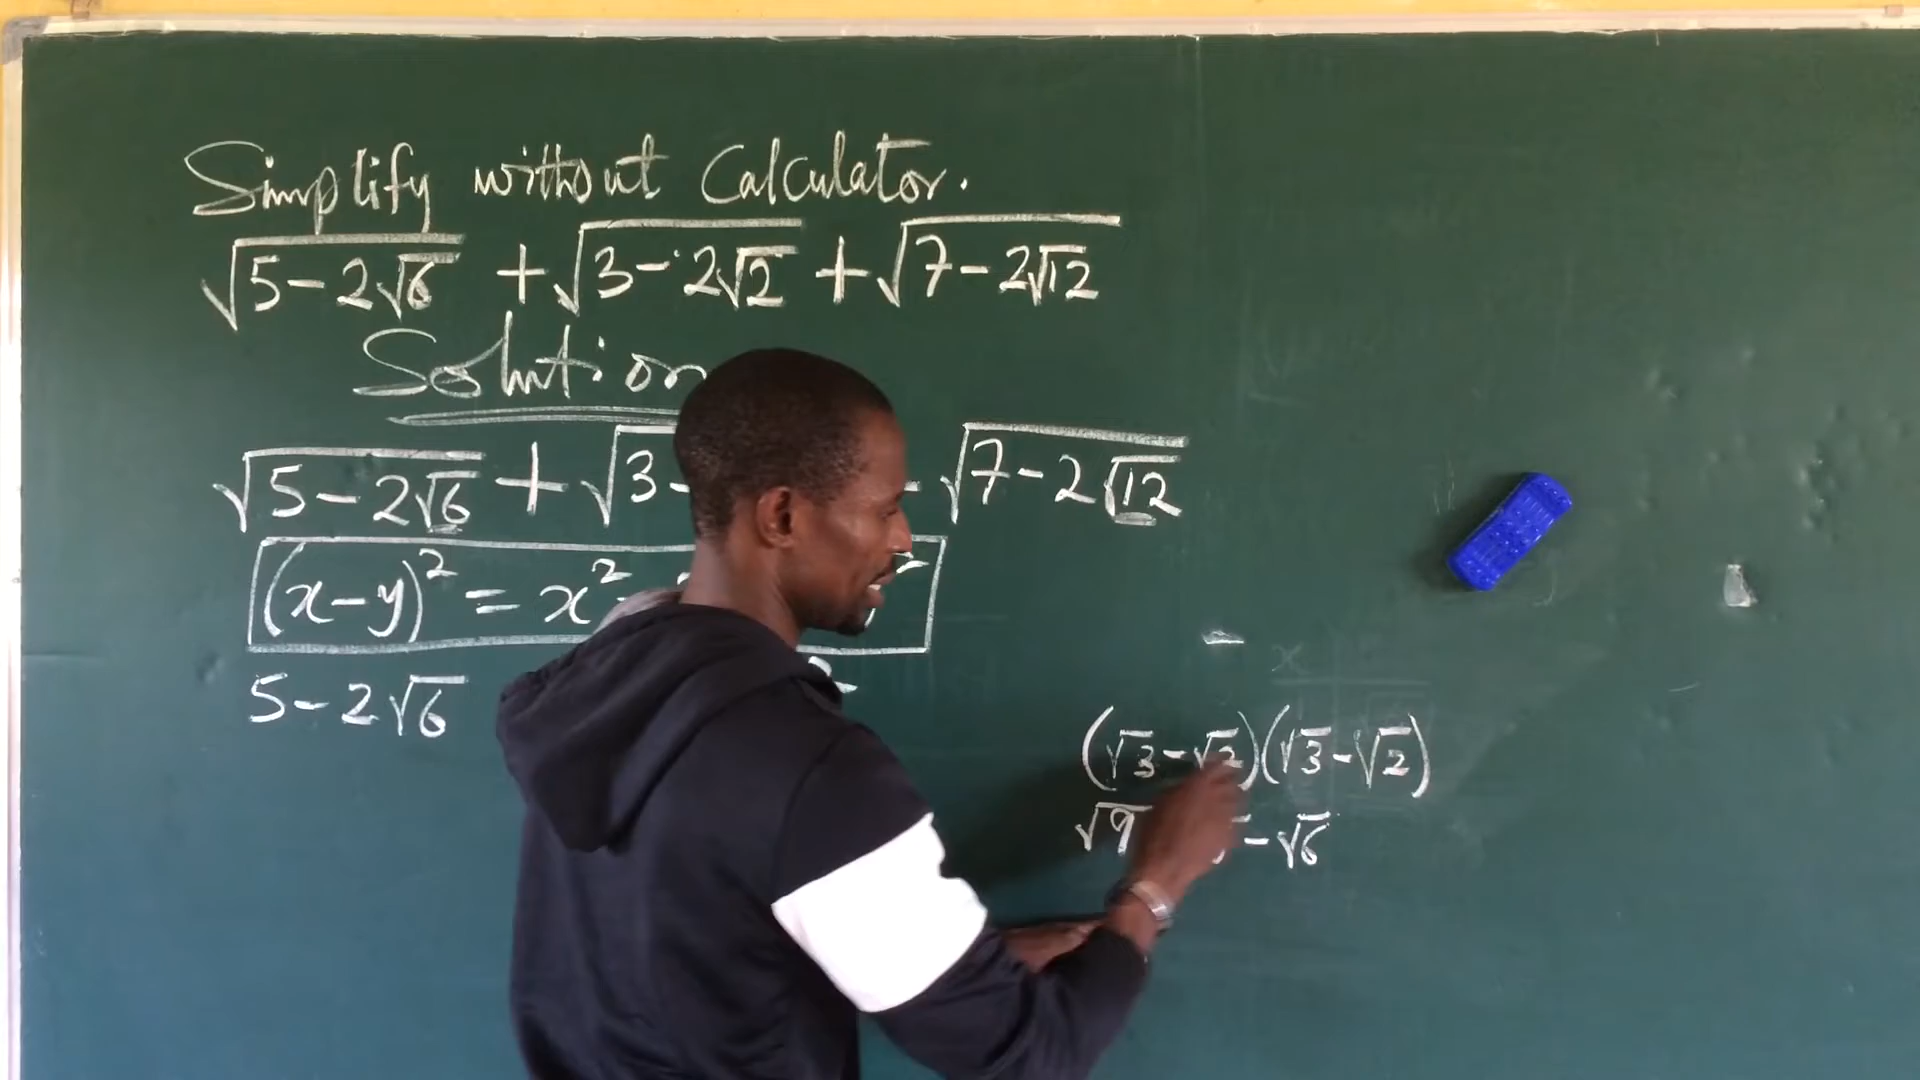 Simplify without Calculator.
√5-2√6 + √3-2√2 + √7-2√12
Solution
√5-2√6 + √3- - √7-2√12
(x-y)² = x² - ²
5-2√6
(√3-√2)(√3-√2)
√9 -√6